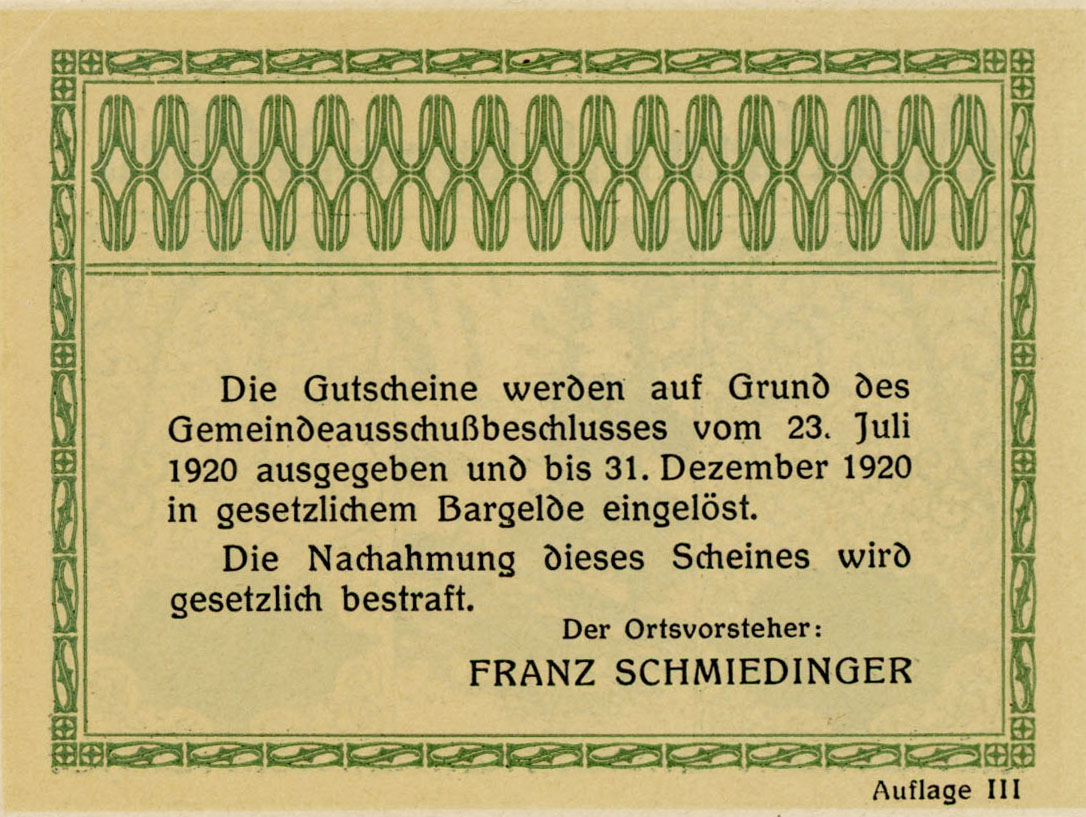 Die Gutscheine werden auf Grund des
Gemeindeausschußbeschlusses vom 23. Juli
1920 ausgegeben und bis 31. Dezember 1920
in gesetzlichem Bargelde eingelöst.
Die Nachahmung dieses Scheines wird
gesetzlich bestraft.
Der Ortsvorsteher:
FRANZ SCHMIEDINGER
Auflage III